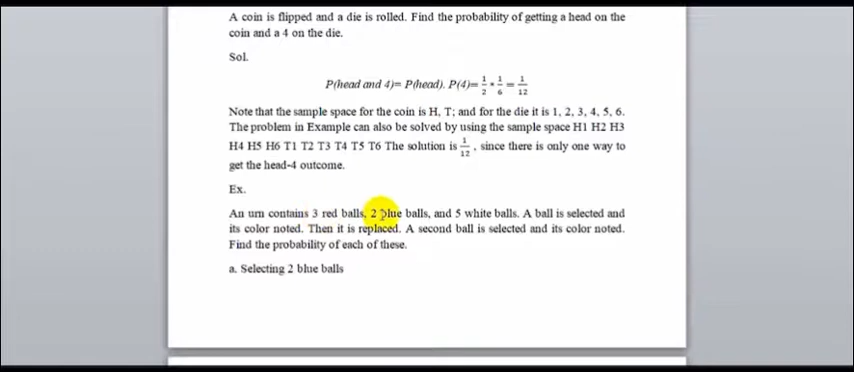 A coin is flipped and a die is rolled. Find the probability of getting a head on the
coin and a 4 on the die.
Sol.
P(head and 4)= P(head). P(4)= 1/2 * 1/6 = 1/12
Note that the sample space for the coin is H, T; and for the die it is 1, 2, 3, 4, 5, 6.
The problem in Example can also be solved by using the sample space H1 H2 H3
H4 H5 H6 T1 T2 T3 T4 T5 T6 The solution is 1/12 , since there is only one way to
get the head-4 outcome.
Ex.
An urn contains 3 red balls, 2 blue balls, and 5 white balls. A ball is selected and
its color noted. Then it is replaced. A second ball is selected and its color noted.
Find the probability of each of these.
a. Selecting 2 blue balls